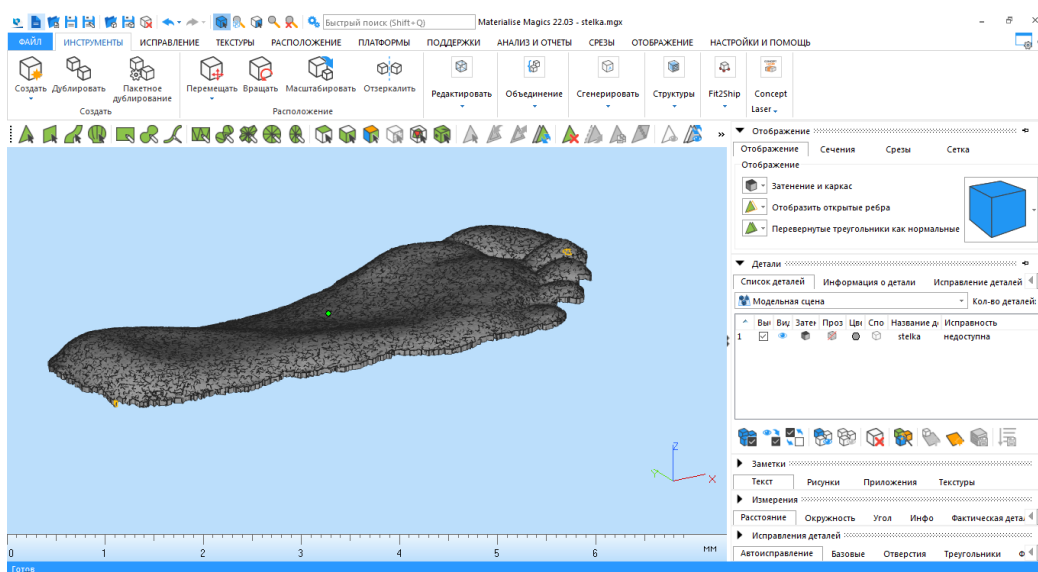 Быстрый поиск (Shift+Q) Materialise Magics 22.03 - stelka.mgx
ФАЙЛ ИНСТРУМЕНТЫ ИСПРАВЛЕНИЕ ТЕКСТУРЫ РАСПОЛОЖЕНИЕ ПЛАТФОРМЫ ПОДДЕРЖКИ АНАЛИЗ И ОТЧЕТЫ СРЕЗЫ ОТОБРАЖЕНИЕ НАСТРОЙКИ И ПОМОЩЬ
Создать Дублировать Пакетное дублирование Перемещать Вращать Масштабировать Отзеркалить Редактировать Объединение Сгенерировать Структуры Fit2Ship Concept Laser
Создать Расположение
Отображение
Отображение Сечения Срезы Сетка
Отображение
Затенение и каркас
Отобразить открытые ребра
Перевернутые треугольники как нормальные
Детали
Список деталей Информация о детали Исправление деталей
Модельная сцена Кол-во деталей:
Вы Ви Зате Проз Цв Спо Название д Исправность
1 stelka недоступна
Заметки
Текст Рисунки Приложения Текстуры
Измерения
Расстояние Окружность Угол Инфо Фактическая дета
Исправления деталей
Автоисправление Базовые Отверстия Треугольники Ф
X Y Z
0 1 2 3 4 5 6 мм
Готов